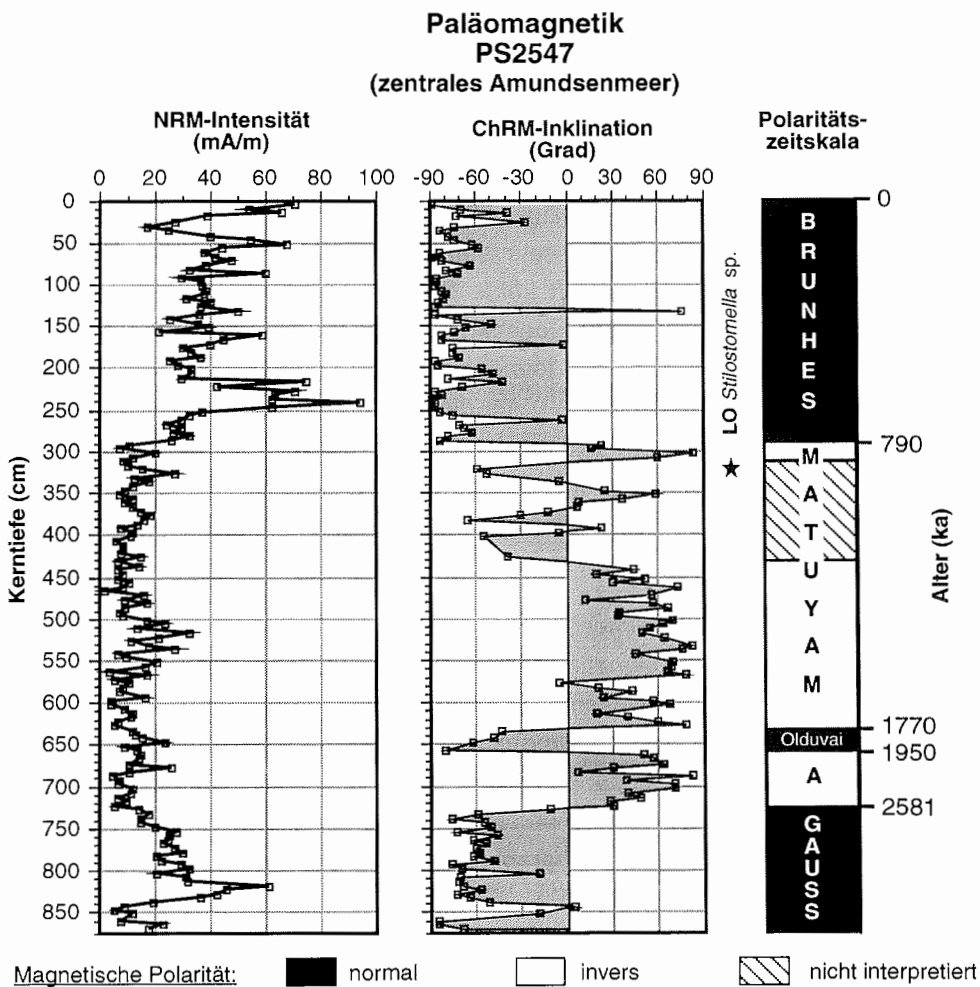 Paläomagnetik
PS2547
(zentrales Amundsenmeer)
NRM-Intensität
(mA/m)
0 20 40 60 80 100
ChRM-Inklination
(Grad)
-90 -60 -30 0 30 60 90
LO Stilostomella sp.
★
Polaritäts-
zeitskala
Kerntiefe (cm)
0
50
100
150
200
250
300
350
400
450
500
550
600
650
700
750
800
850
BRUNHES
MATUYAMA
Olduvai
GAUSS
0
790
1770
1950
2581
Alter (ka)
Magnetische Polarität: normal invers nicht interpretiert